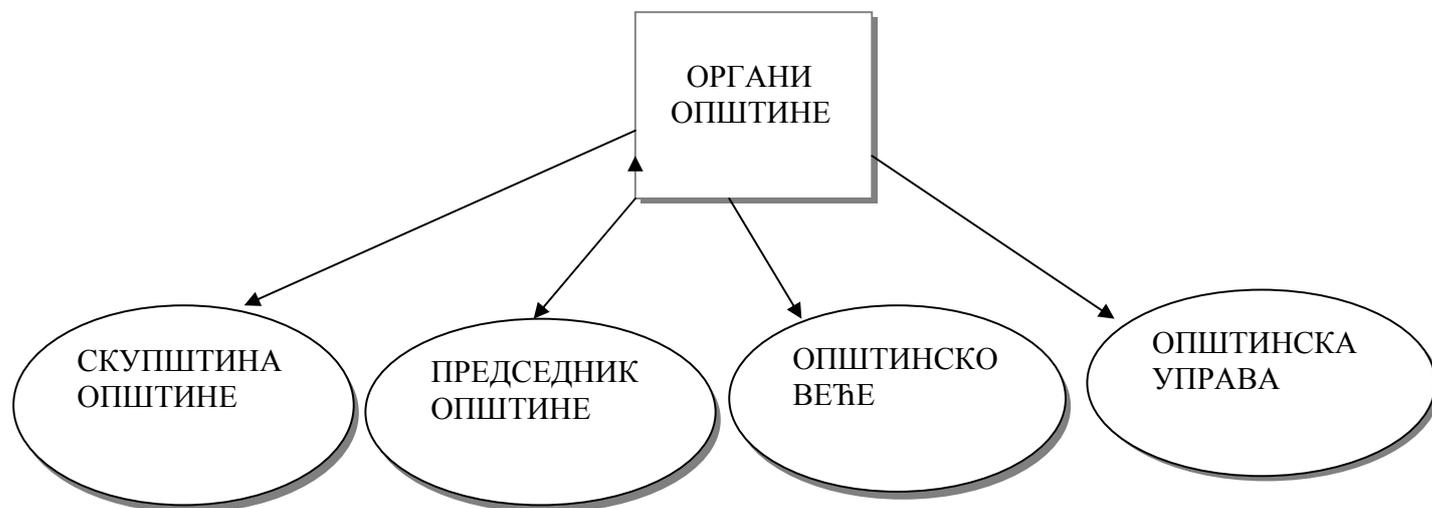 ОРГАНИ
ОПШТИНЕ
СКУПШТИНА
ОПШТИНЕ
ПРЕДСЕДНИК
ОПШТИНЕ
ОПШТИНСКО
ВЕЋЕ
ОПШТИНСКА
УПРАВА